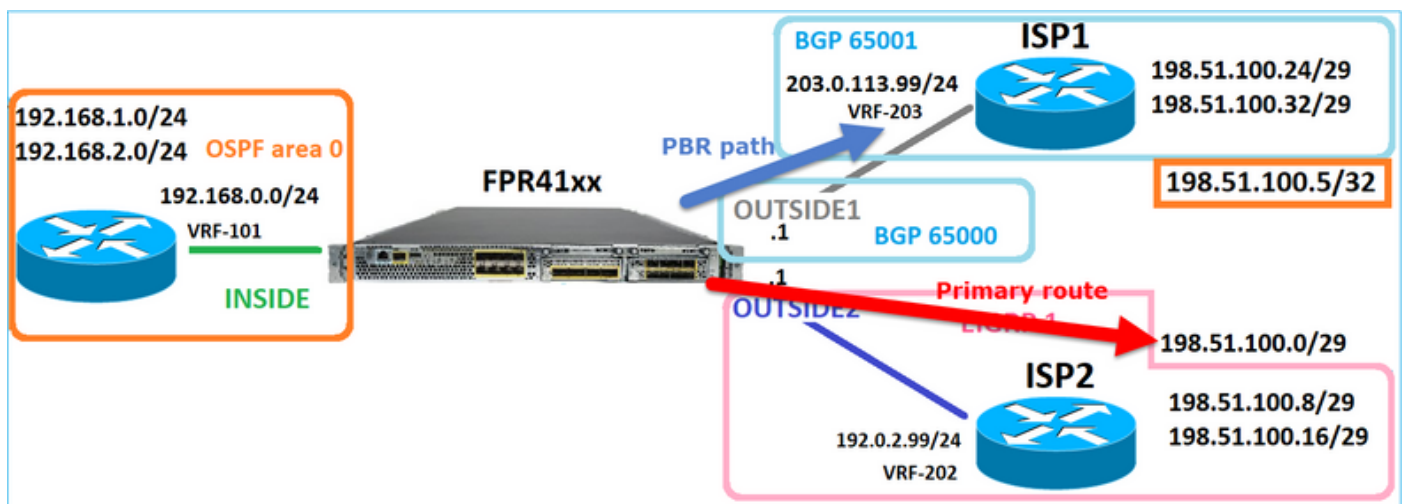 192.168.1.0/24
192.168.2.0/24
OSPF area 0
192.168.0.0/24
VRF-101
INSIDE
FPR41xx
PBR path
BGP 65001
203.0.113.99/24
VRF-203
ISP1
198.51.100.24/29
198.51.100.32/29
198.51.100.5/32
OUTSIDE1
.1
BGP 65000
.1
OUTSIDE2
Primary route
EIGRP 1
198.51.100.0/29
ISP2
198.51.100.8/29
198.51.100.16/29
192.0.2.99/24
VRF-202